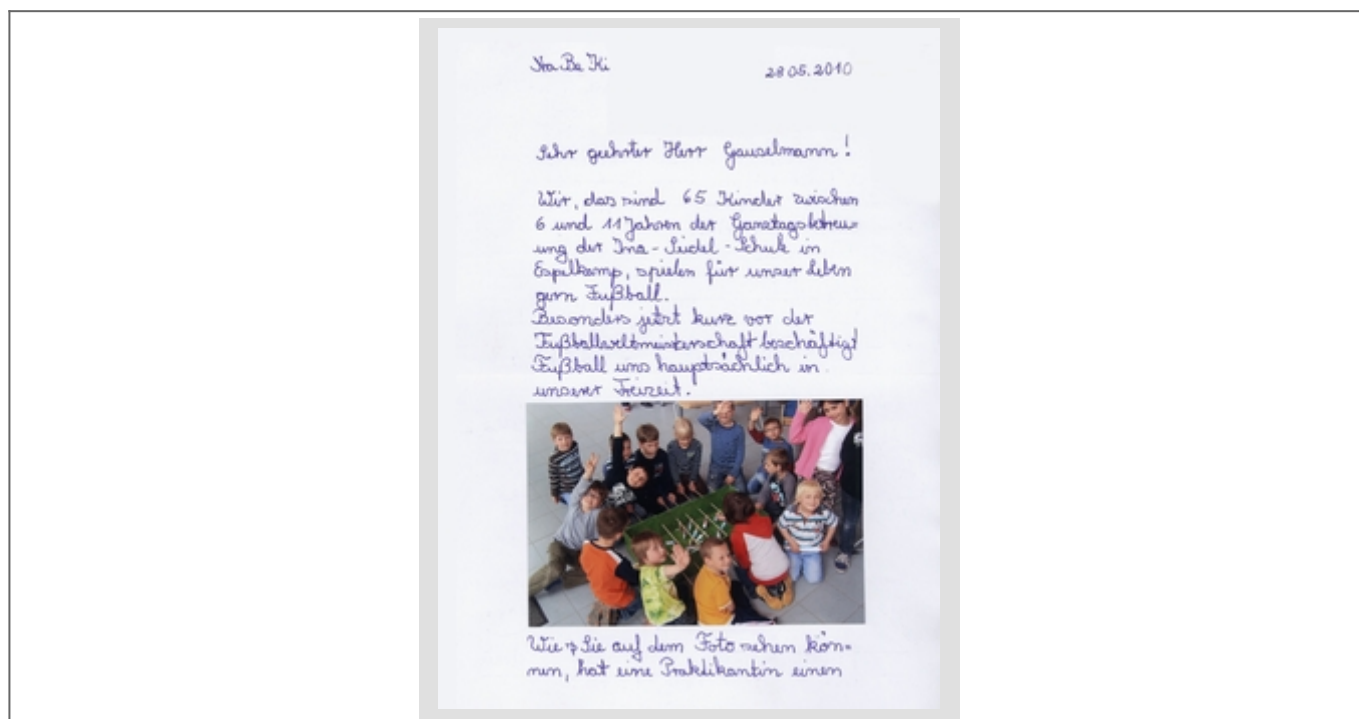 Na Be Ki 28.05.2010
Sehr geehrter Herr Gauselmann!
Wir, das sind 65 Kinder zwischen
6 und 11 Jahren der Ganztagsbetreu=
ung der Ina-Seidel-Schule in
Espelkamp, spielen für unser Leben
gern Fußball.
Besonders jetzt kurz vor der
Fußballweltmeisterschaft beschäftigt
Fußball uns hauptsächlich in
unserer Freizeit.
Wie Sie auf dem Foto sehen kön=
nen, hat eine Praktikantin einen